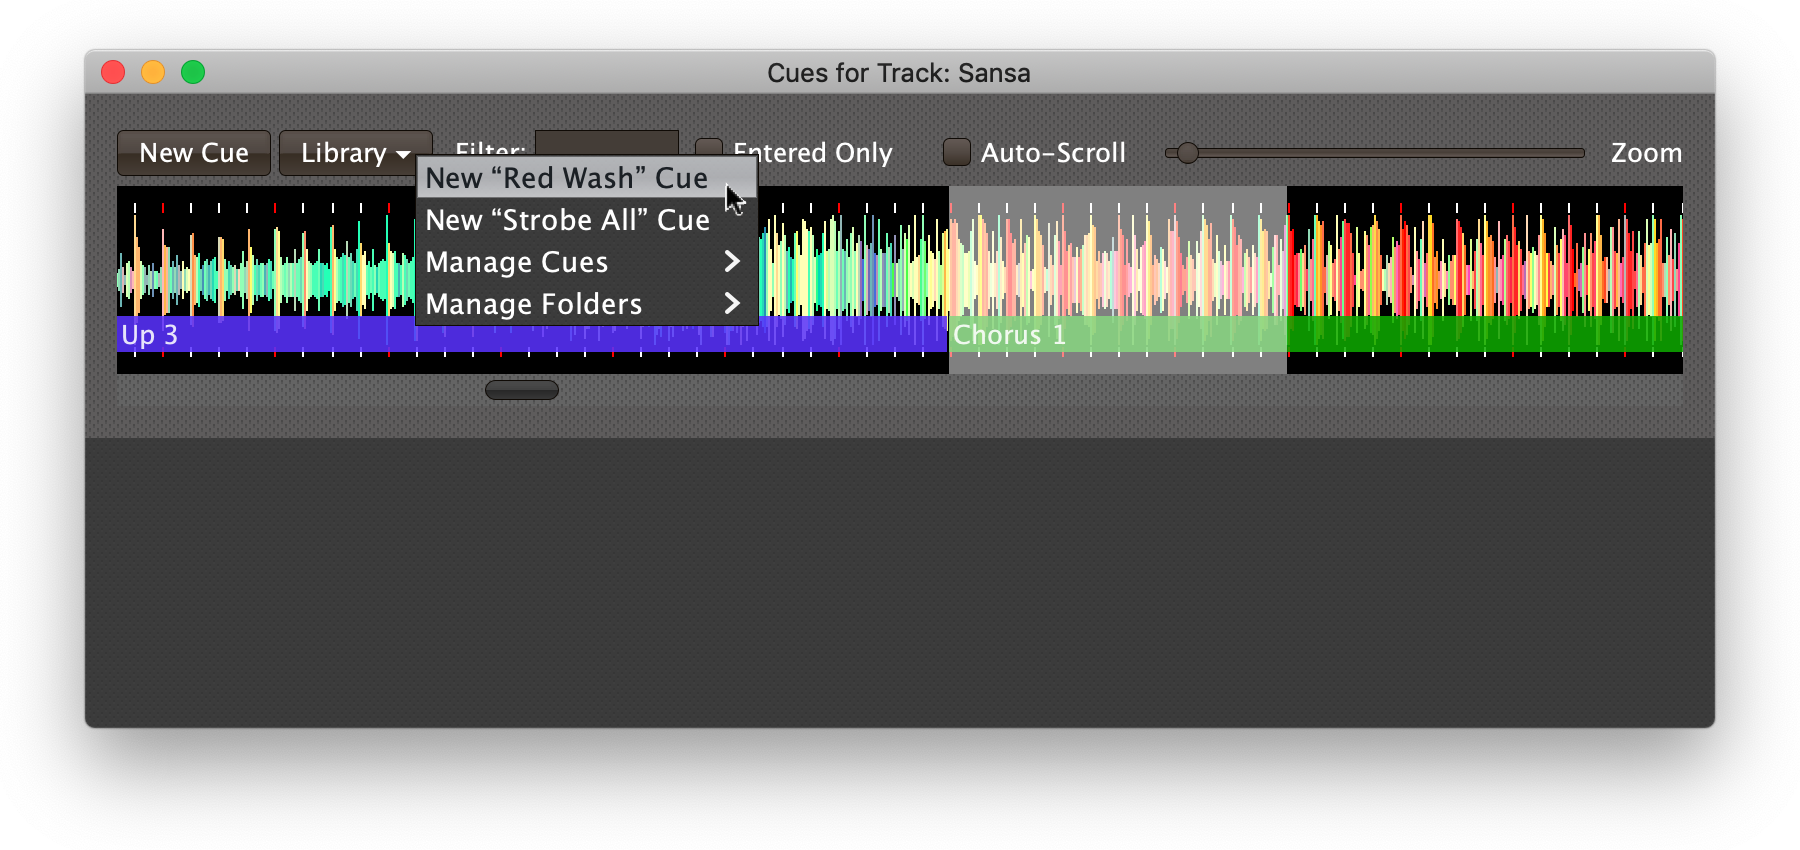 Cues for Track: Sansa
New Cue
Library
Filter:
Entered Only
Auto-Scroll
Zoom
New “Red Wash” Cue
New “Strobe All” Cue
Manage Cues
Manage Folders
Up 3
Chorus 1